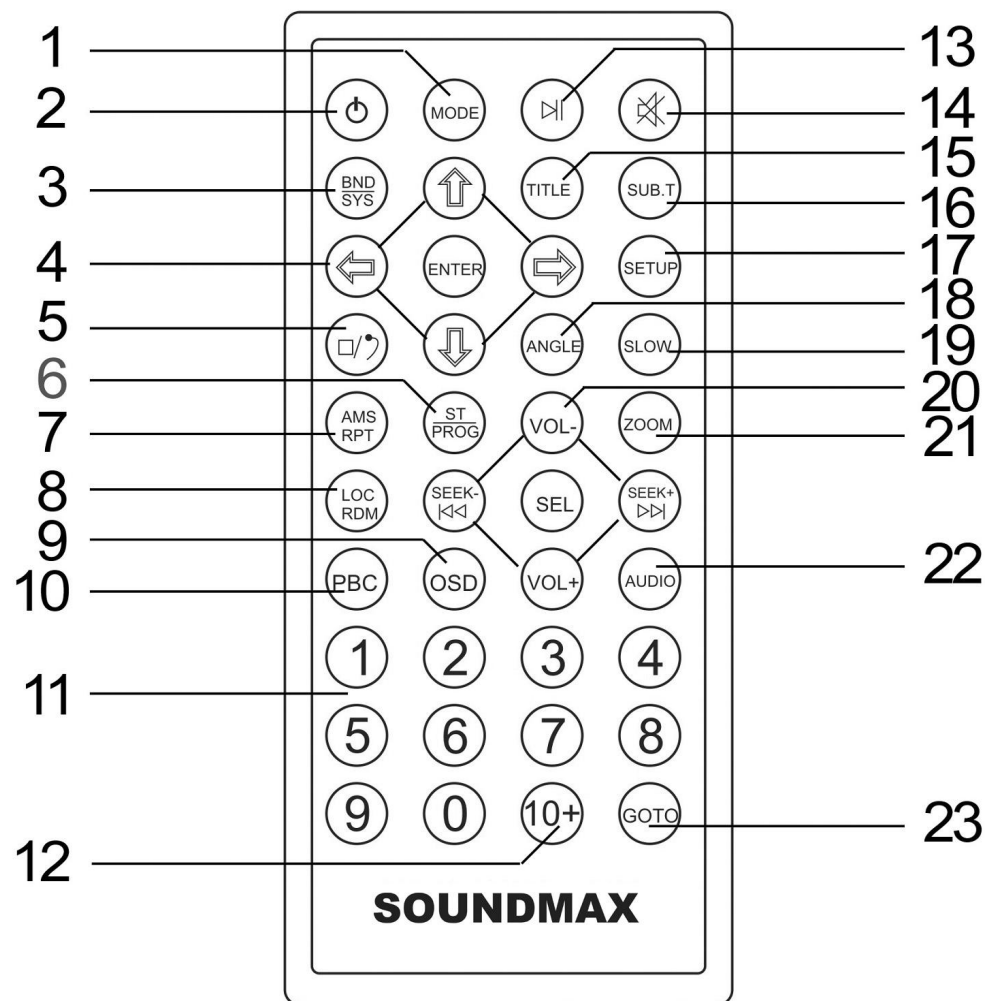 1
13
2
MODE
14
15
3
BND
SYS
TITLE
SUB.T
16
4
ENTER
SETUP
17
5
18
ANGLE
SLOW
19
6
20
7
AMS
RPT
ST
PROG
VOL-
ZOOM
21
8
LOC
RDM
SEEK-
SEL
SEEK+
9
22
10
PBC
OSD
VOL+
AUDIO
1 2 3 4
11
5 6 7 8
9 0 10+ GOTO
23
12
SOUNDMAX